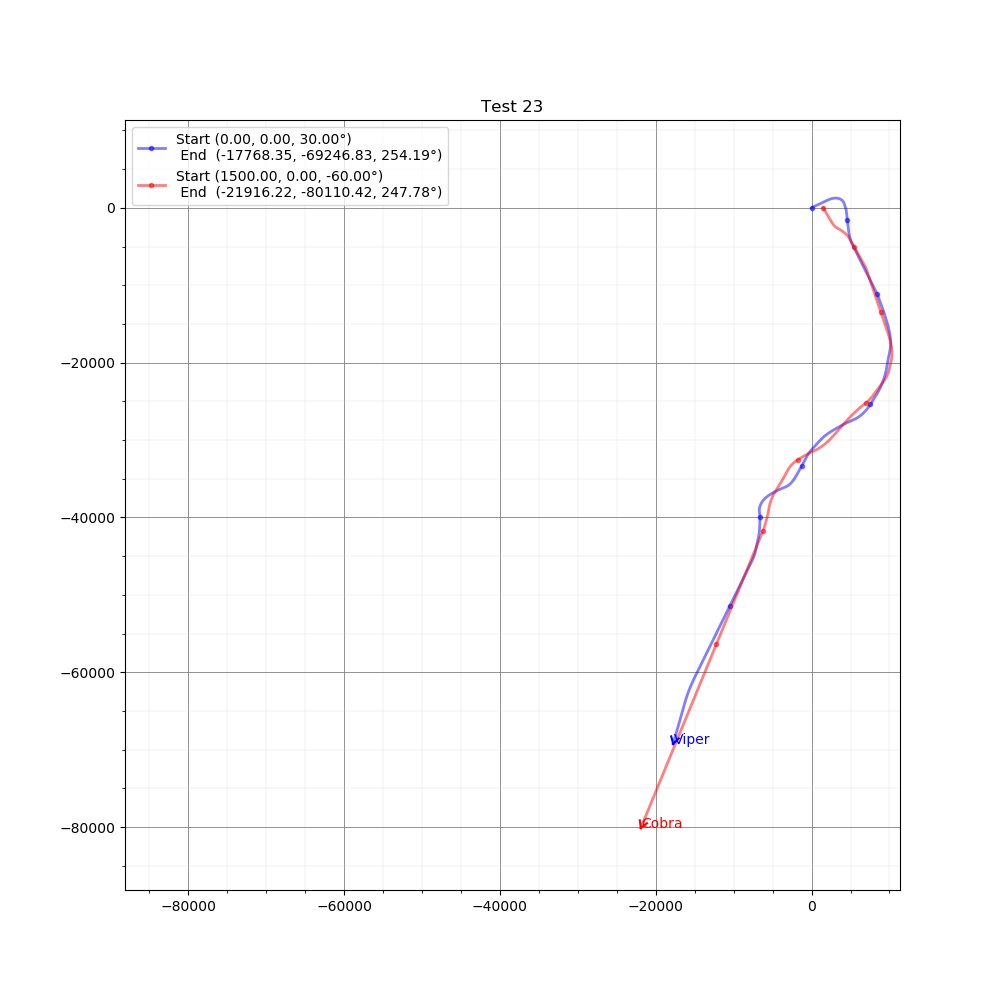 Test 23
Start (0.00, 0.00, 30.00°)
End (-17768.35, -69246.83, 254.19°)
Start (1500.00, 0.00, -60.00°)
End (-21916.22, -80110.42, 247.78°)
0
−20000
−40000
−60000
−80000
Viper
Cobra
−80000 −60000 −40000 −20000 0